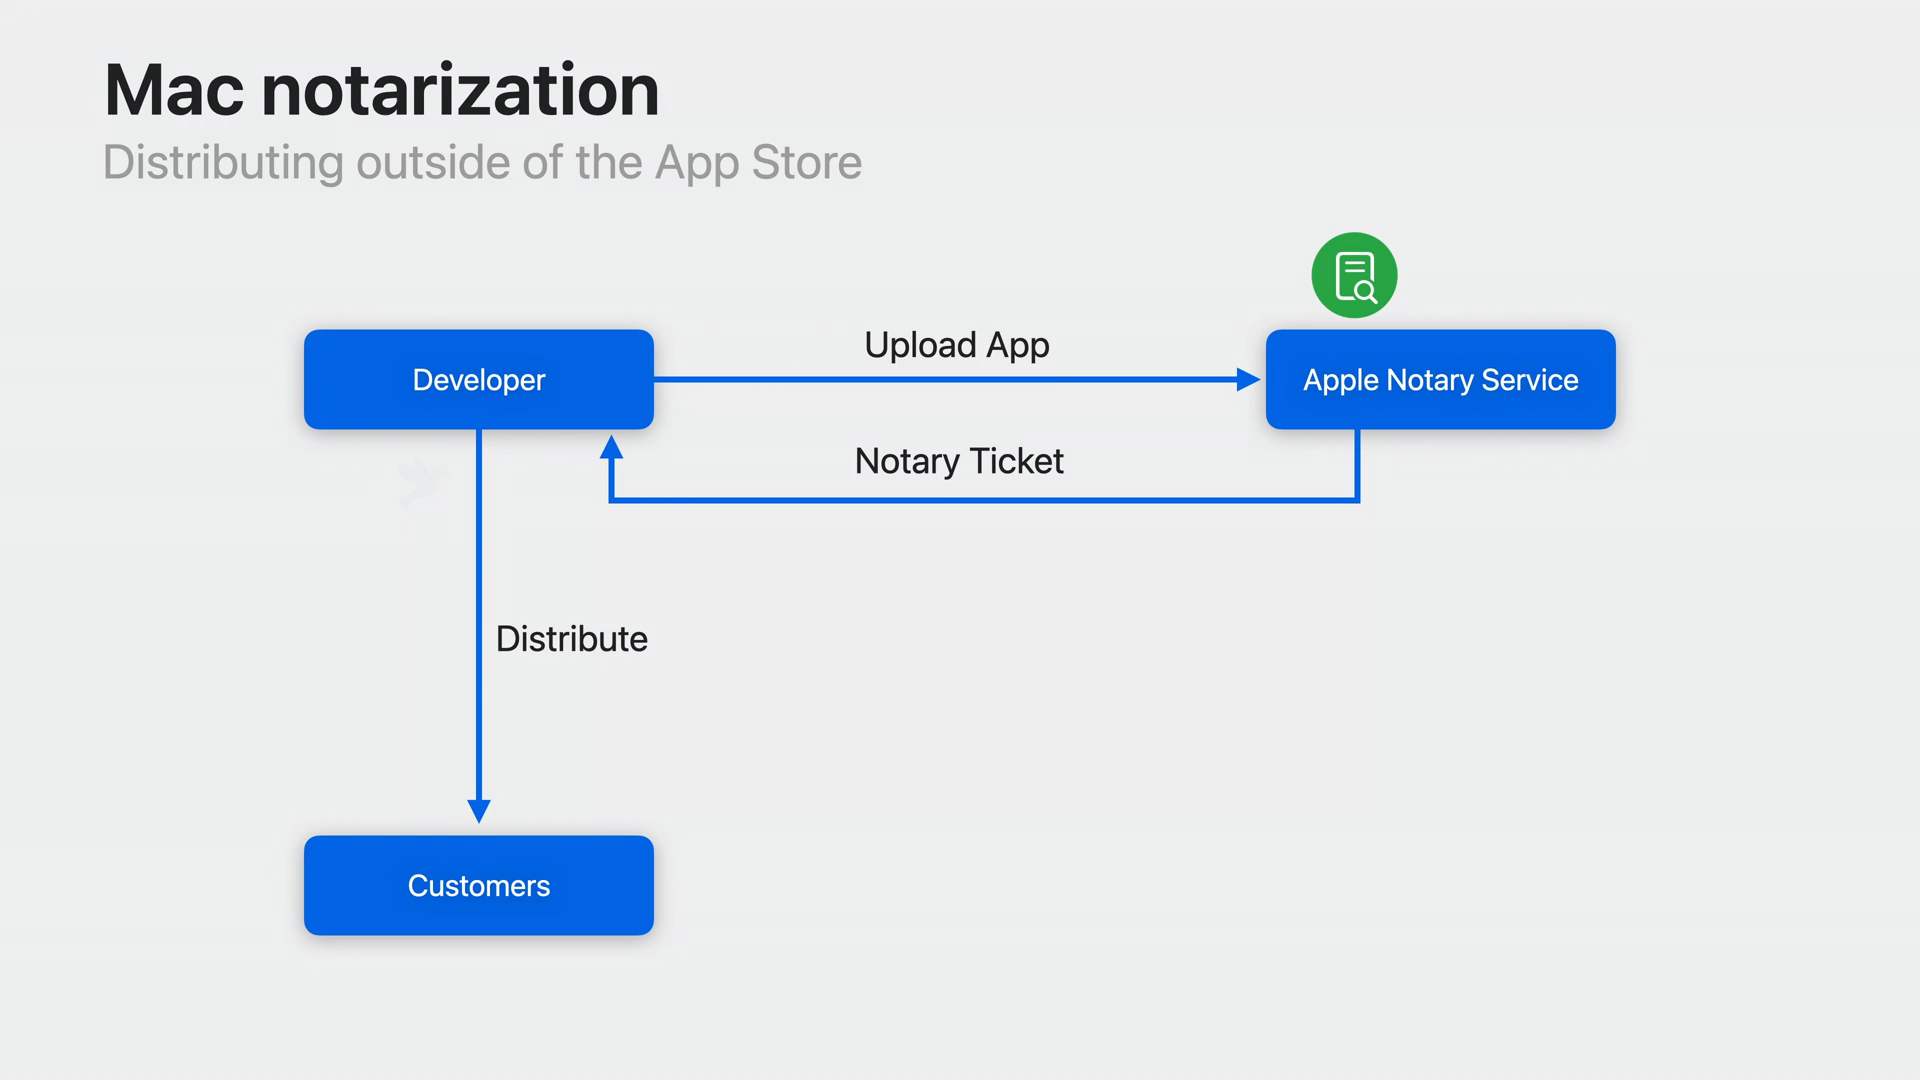 Mac notarization
Distributing outside of the App Store
Upload App
Developer
Apple Notary Service
Notary Ticket
Distribute
Customers